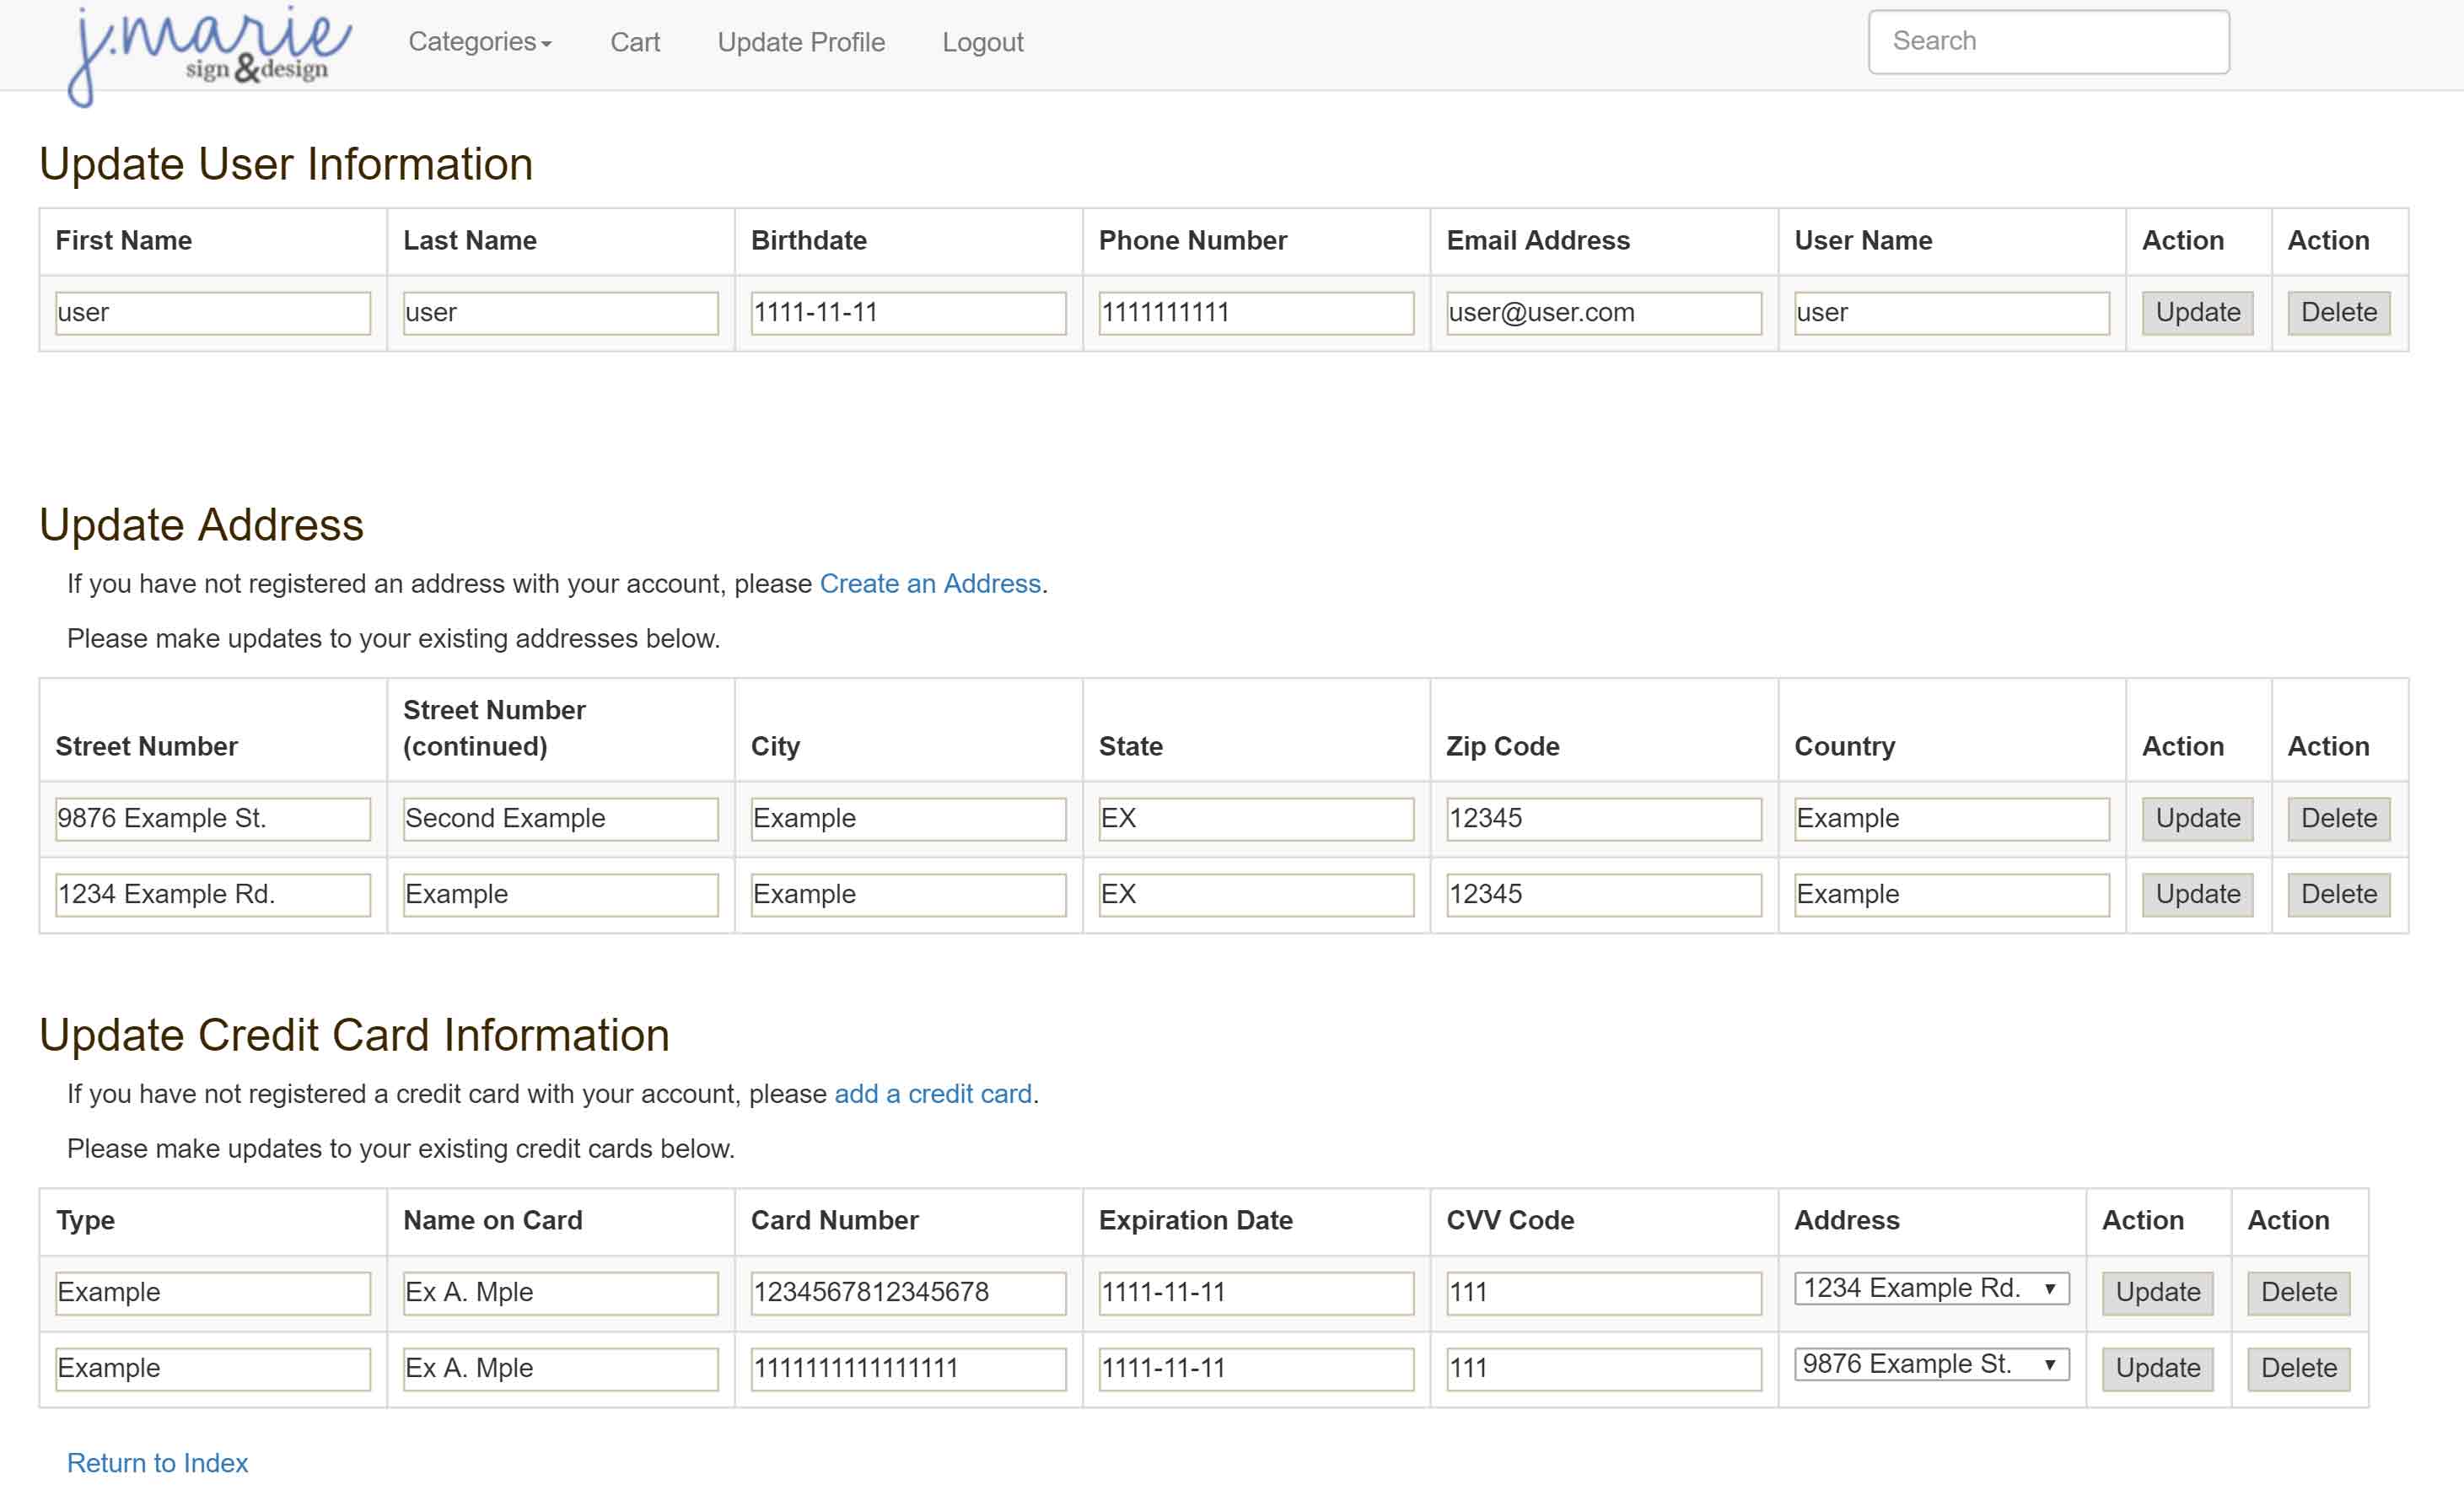 j.marie
sign & design
Categories Cart Update Profile Logout Search
Update User Information
First Name Last Name Birthdate Phone Number Email Address User Name Action Action
user user 1111-11-11 1111111111 user@user.com user Update Delete
Update Address
If you have not registered an address with your account, please Create an Address.
Please make updates to your existing addresses below.
Street Number Street Number (continued) City State Zip Code Country Action Action
9876 Example St. Second Example Example EX 12345 Example Update Delete
1234 Example Rd. Example Example EX 12345 Example Update Delete
Update Credit Card Information
If you have not registered a credit card with your account, please add a credit card.
Please make updates to your existing credit cards below.
Type Name on Card Card Number Expiration Date CVV Code Address Action Action
Example Ex A. Mple 1234567812345678 1111-11-11 111 1234 Example Rd. Update Delete
Example Ex A. Mple 1111111111111111 1111-11-11 111 9876 Example St. Update Delete
Return to Index